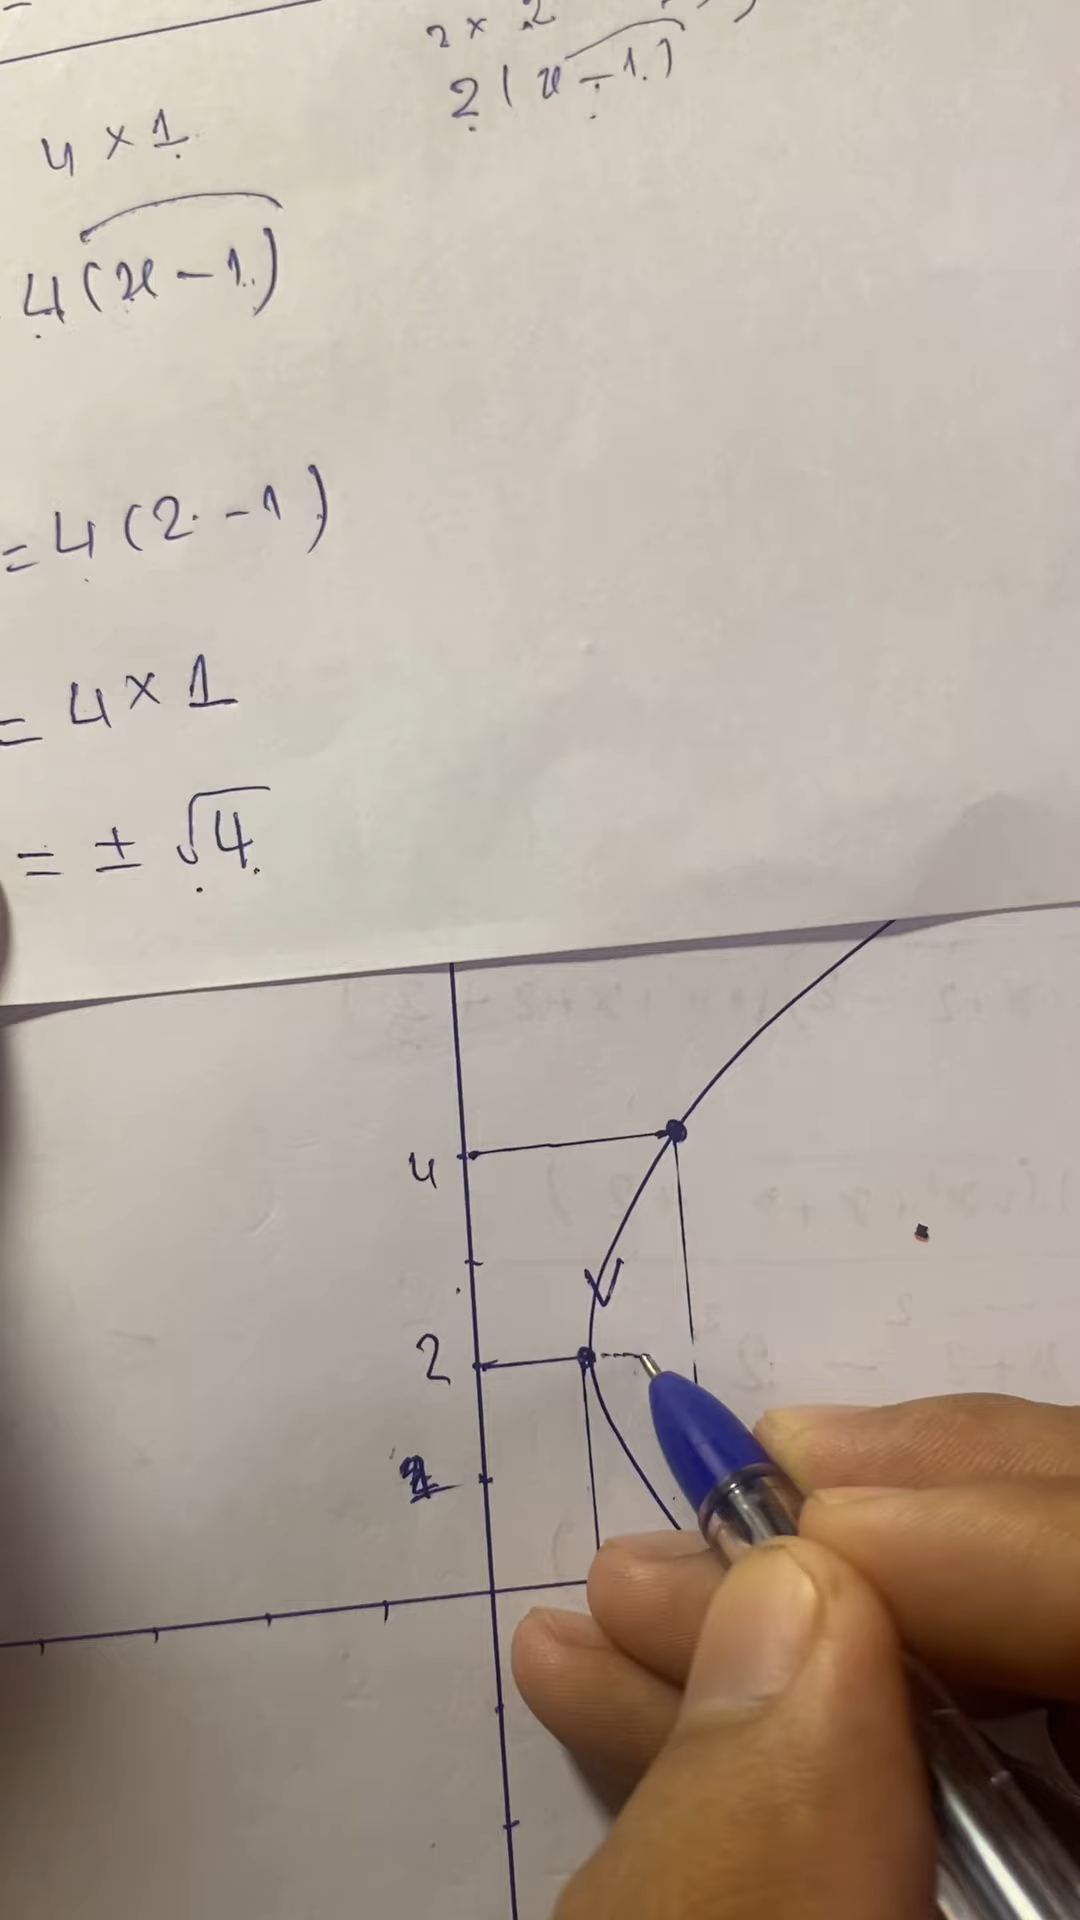 2 × 2
2(x-1)
4 × 1
4(x-1)
= 4(2-1)
= 4 × 1
= ± √4
4
2